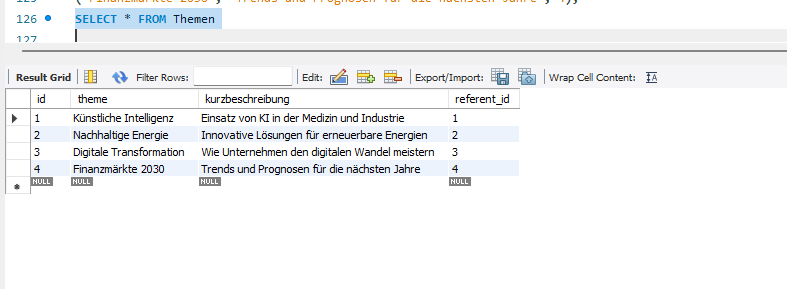 126 SELECT * FROM Themen
127
Result Grid Filter Rows: Edit: Export/Import: Wrap Cell Content:
id theme kurzbeschreibung referent_id
1 Künstliche Intelligenz Einsatz von KI in der Medizin und Industrie 1
2 Nachhaltige Energie Innovative Lösungen für erneuerbare Energien 2
3 Digitale Transformation Wie Unternehmen den digitalen Wandel meistern 3
4 Finanzmärkte 2030 Trends und Prognosen für die nächsten Jahre 4
NULL NULL NULL NULL